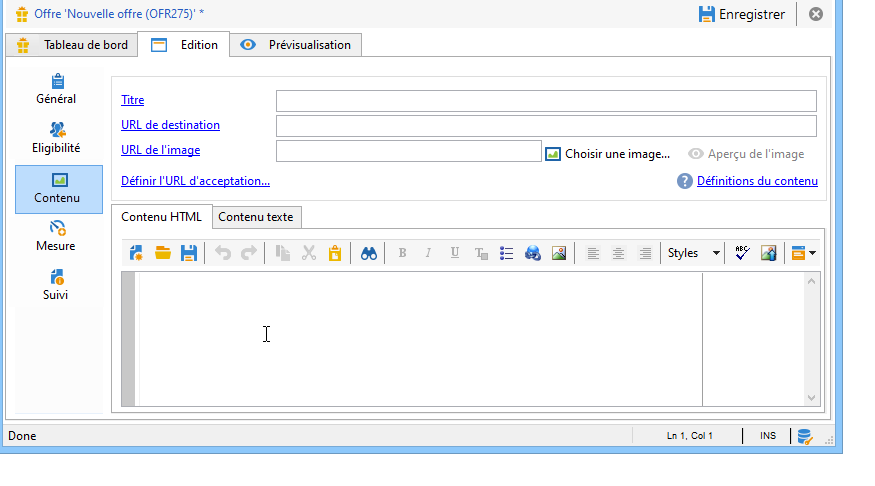 Offre 'Nouvelle offre (OFR275)' *
Enregistrer
Tableau de bord
Edition
Prévisualisation
Général
Eligibilité
Contenu
Mesure
Suivi
Titre
URL de destination
URL de l'image
Choisir une image...
Aperçu de l'image
Définir l'URL d'acceptation...
? Définitions du contenu
Contenu HTML
Contenu texte
B I U T Styles ABC
Done
Ln 1, Col 1
INS